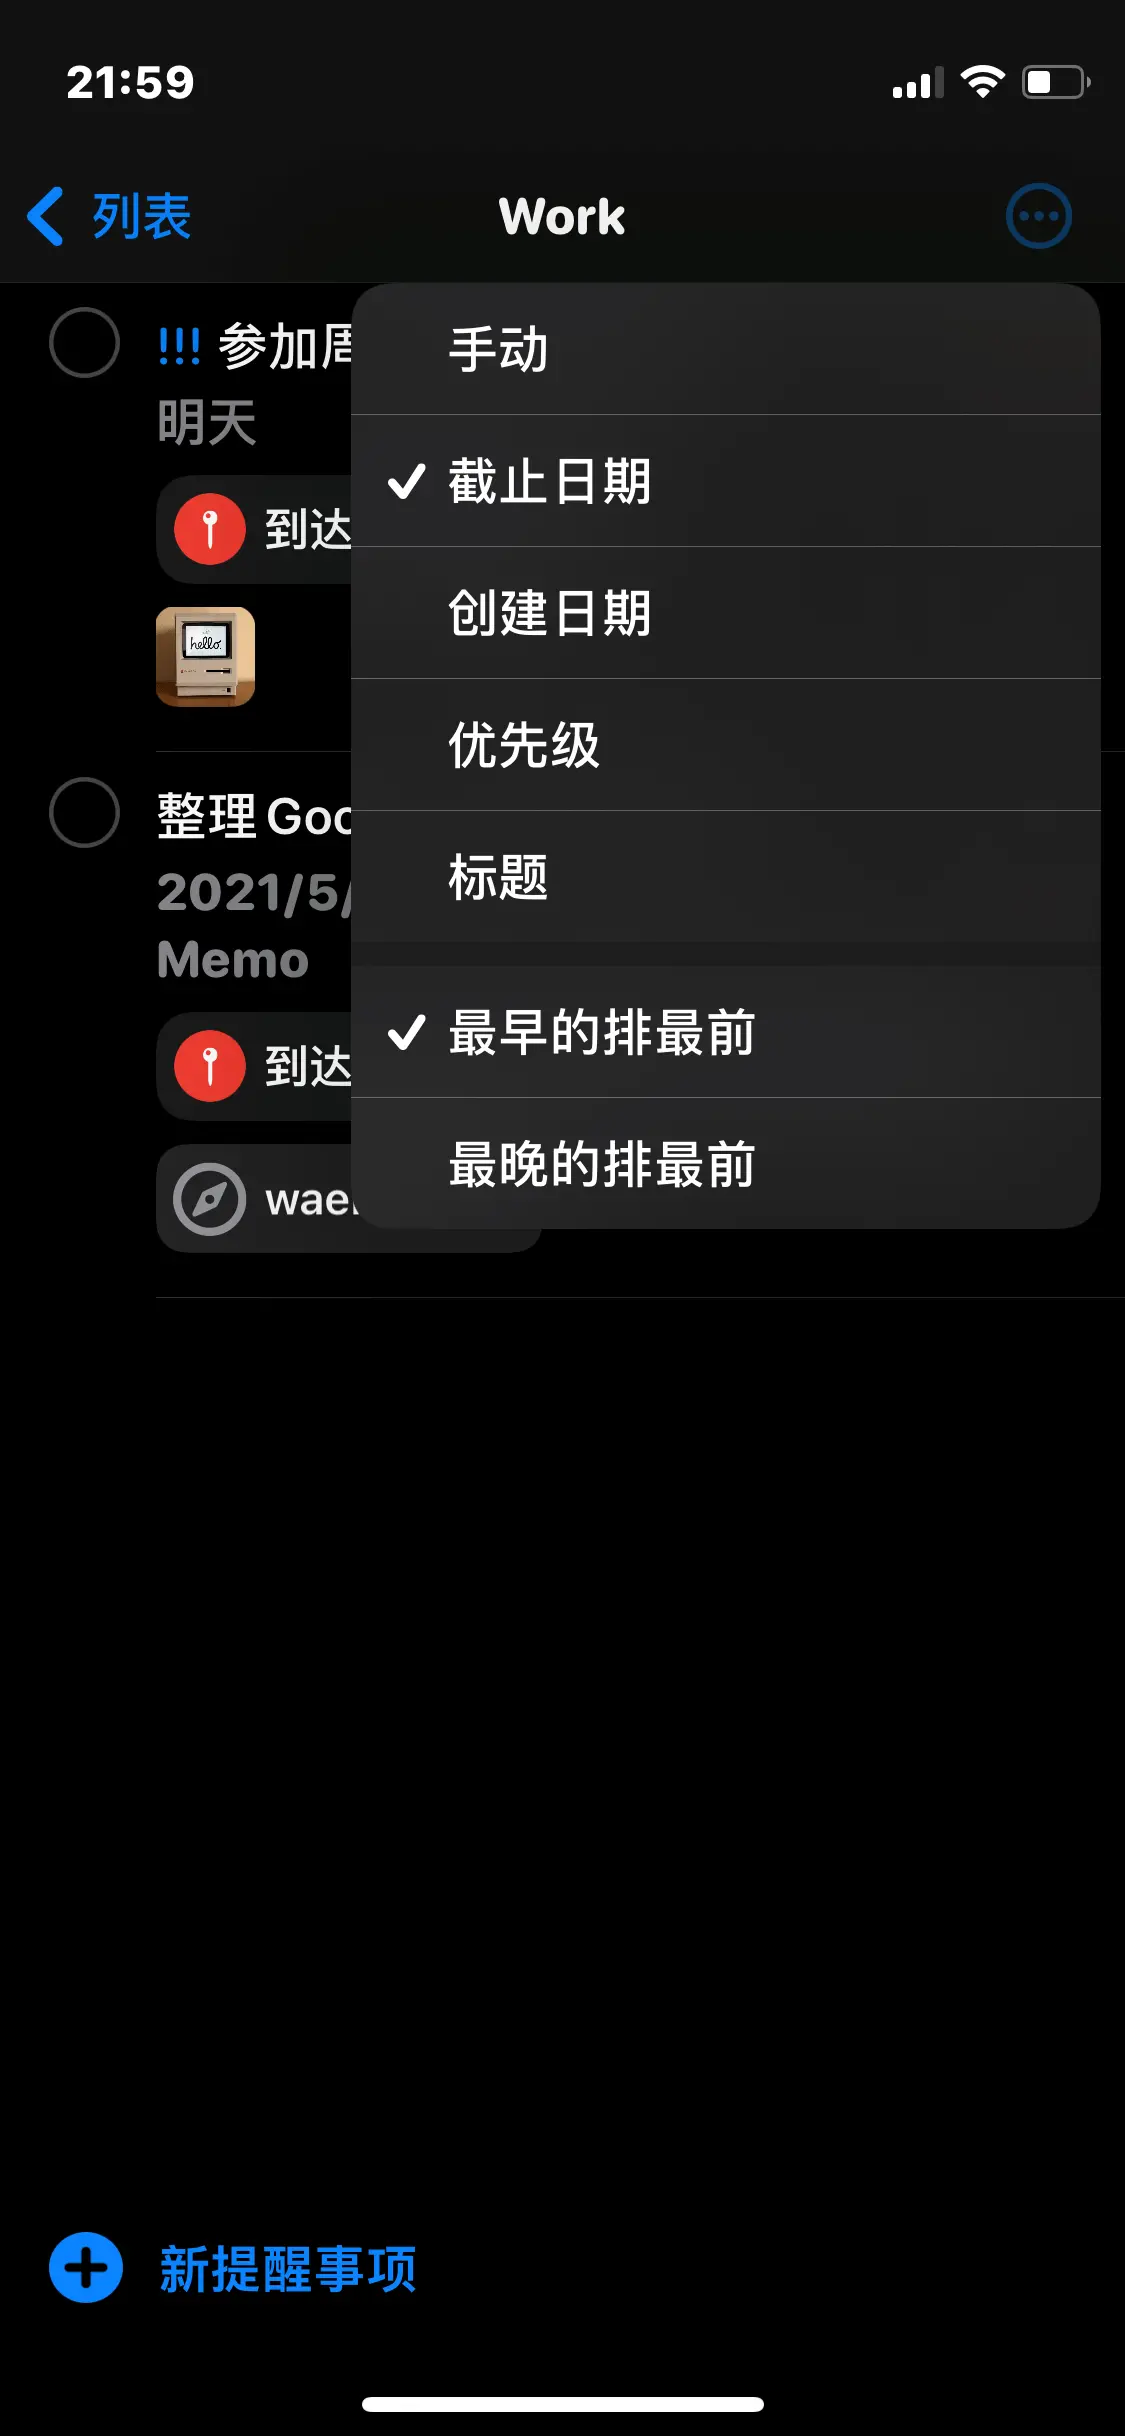 21:59
列表
Work
!!! 参加
明天
到达
hello.
整理 Goo
2021/5/
Memo
到达
wae
手动
截止日期
创建日期
优先级
标题
最早的排最前
最晚的排最前
新提醒事项